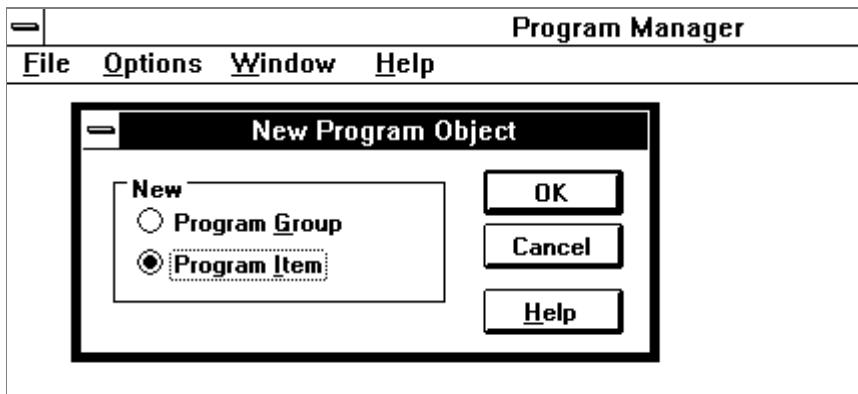 Program Manager
File Options Window Help
New Program Object
New
Program Group
Program Item
OK
Cancel
Help